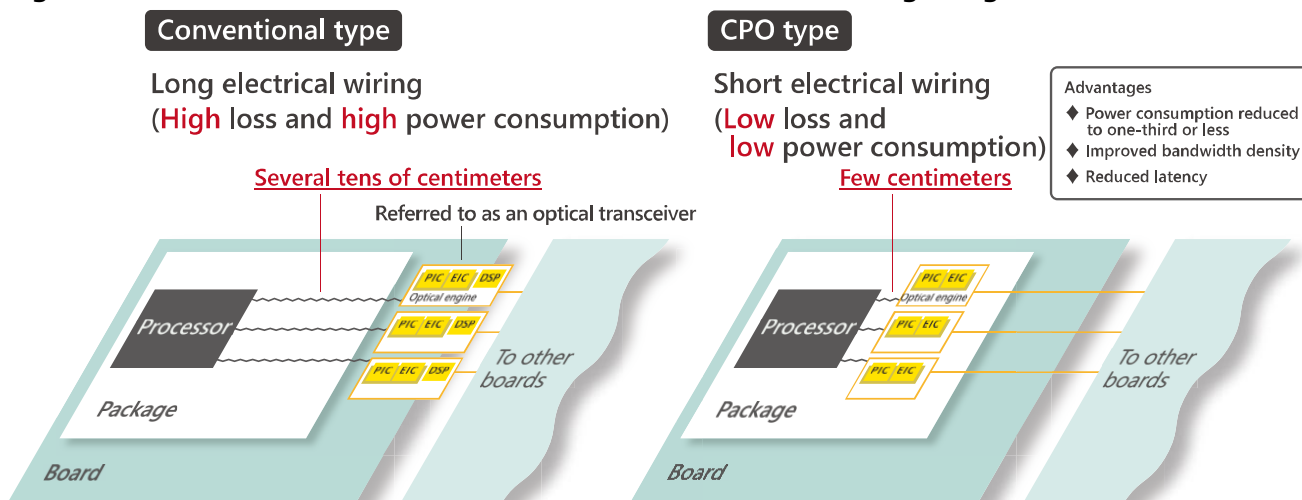 Conventional type
Long electrical wiring
(High loss and high power consumption)
Several tens of centimeters
Referred to as an optical transceiver
PIC EIC DSP
Optical engine
PIC EIC DSP
PIC EIC DSP
Processor
To other
boards
Package
Board
CPO type
Short electrical wiring
(Low loss and
low power consumption)
Few centimeters
Advantages
♦ Power consumption reduced
to one-third or less
♦ Improved bandwidth density
♦ Reduced latency
PIC EIC
Optical engine
PIC EIC
PIC EIC
Processor
To other
boards
Package
Board